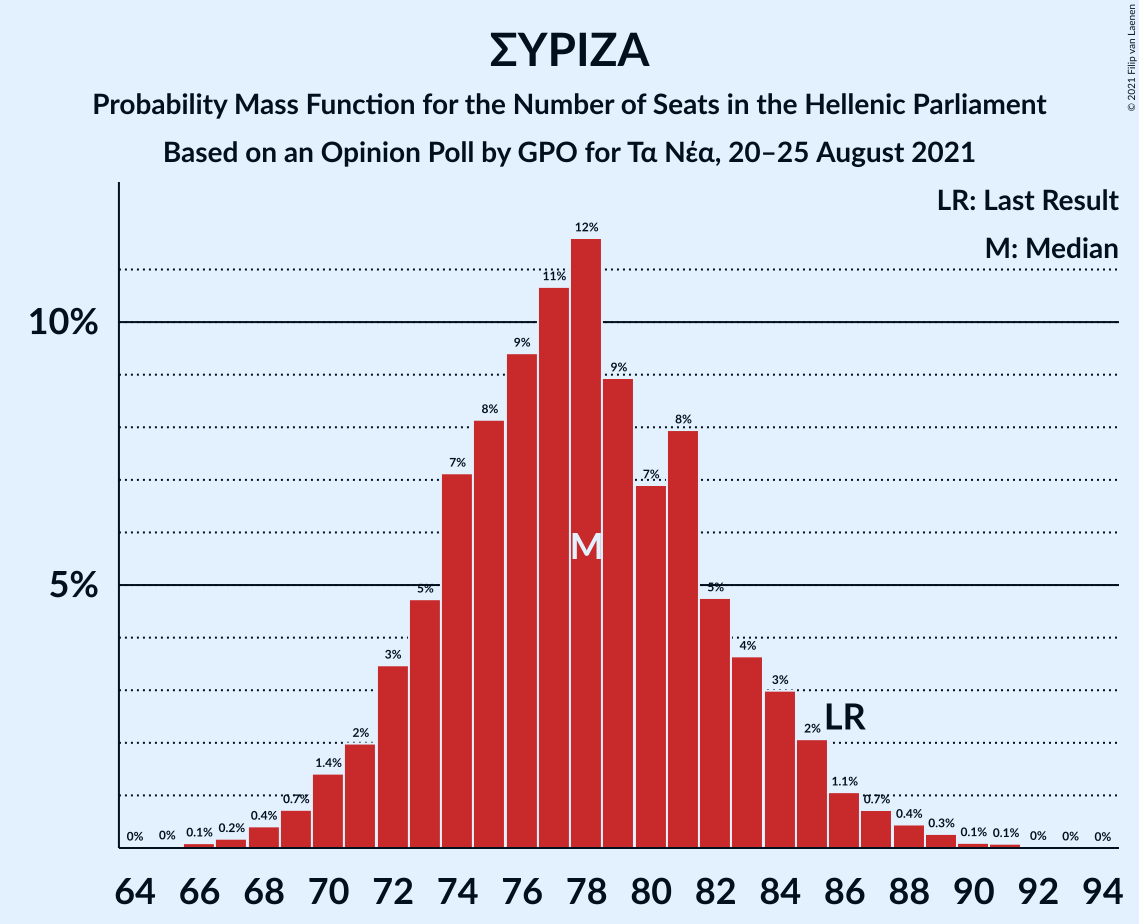 © 2021 Filip van Laenen
ΣΥΡΙΖΑ
Probability Mass Function for the Number of Seats in the Hellenic Parliament
Based on an Opinion Poll by GPO for Τα Νέα, 20–25 August 2021
LR: Last Result
M: Median
10%
5%
0% 0% 0.1% 0.2% 0.4% 0.7% 1.4% 2% 3% 5% 7% 8% 9% 11% 12% 9% 7% 8% 5% 4% 3% 2% 1.1% 0.7% 0.4% 0.3% 0.1% 0.1% 0% 0% 0%
M
LR
64 66 68 70 72 74 76 78 80 82 84 86 88 90 92 94